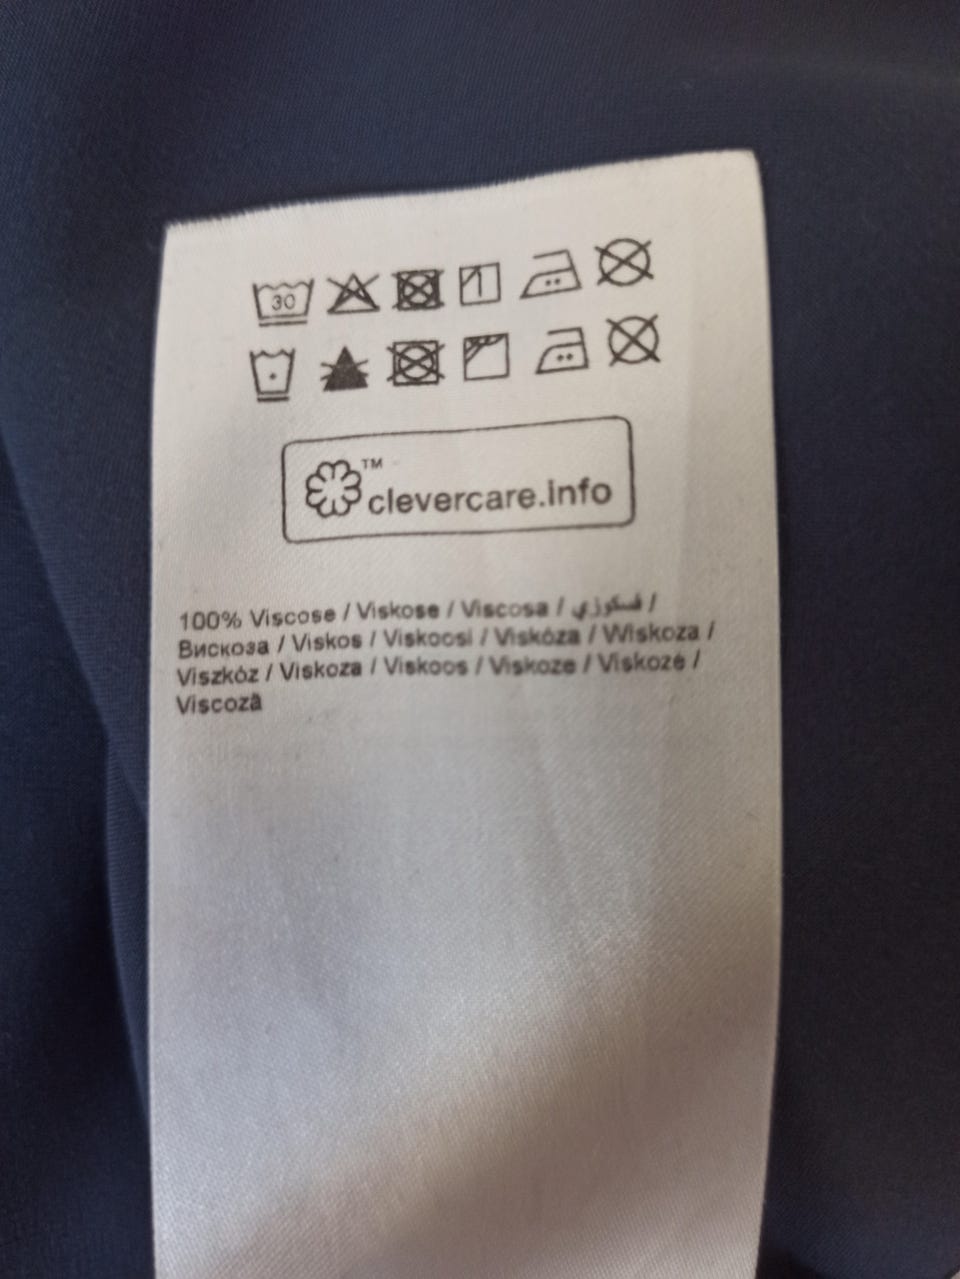 30
™
clevercare.info
100% Viscose / Viskose / Viscosa / فسكوزي /
Вискоза / Viskos / Viskoosi / Viskóza / Wiskoza /
Viszkóz / Viskoza / Viskoos / Viskoze / Viskozė /
Viscoză